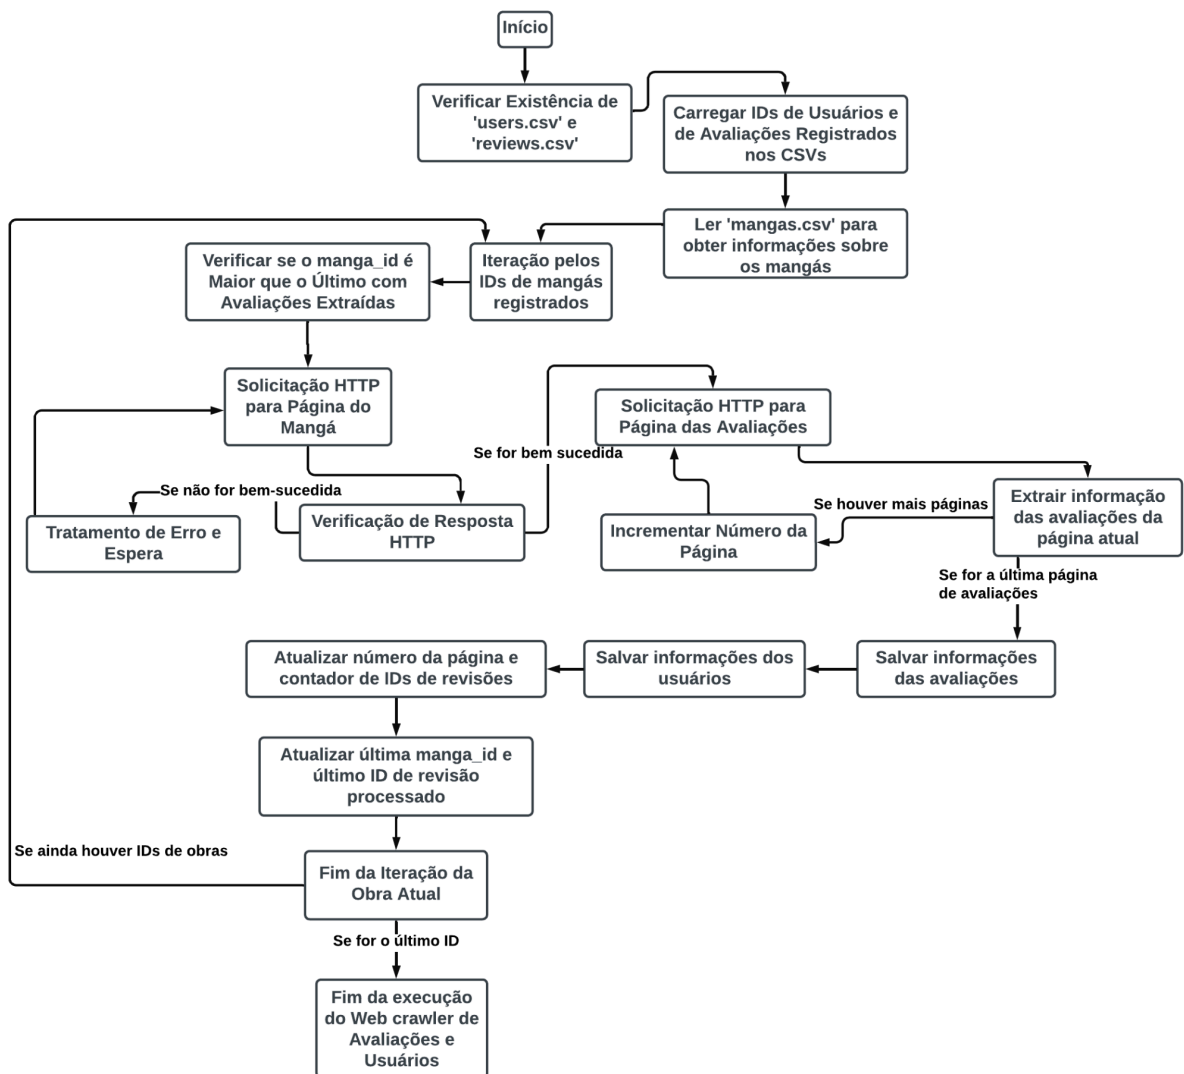 Início
Verificar Existência de
'users.csv' e
'reviews.csv'
Carregar IDs de Usuários e
de Avaliações Registrados
nos CSVs
Ler 'mangas.csv' para
obter informações sobre
os mangás
Iteração pelos
IDs de mangás
registrados
Verificar se o manga_id é
Maior que o Último com
Avaliações Extraídas
Solicitação HTTP
para Página do
Mangá
Verificação de Resposta
HTTP
Se não for bem-sucedida
Tratamento de Erro e
Espera
Se for bem sucedida
Solicitação HTTP para
Página das Avaliações
Extrair informação
das avaliações da
página atual
Se houver mais páginas
Incrementar Número da
Página
Se for a última página
de avaliações
Salvar informações
das avaliações
Salvar informações dos
usuários
Atualizar número da página e
contador de IDs de revisões
Atualizar última manga_id e
último ID de revisão
processado
Fim da Iteração da
Obra Atual
Se ainda houver IDs de obras
Se for o último ID
Fim da execução
do Web crawler de
Avaliações e
Usuários